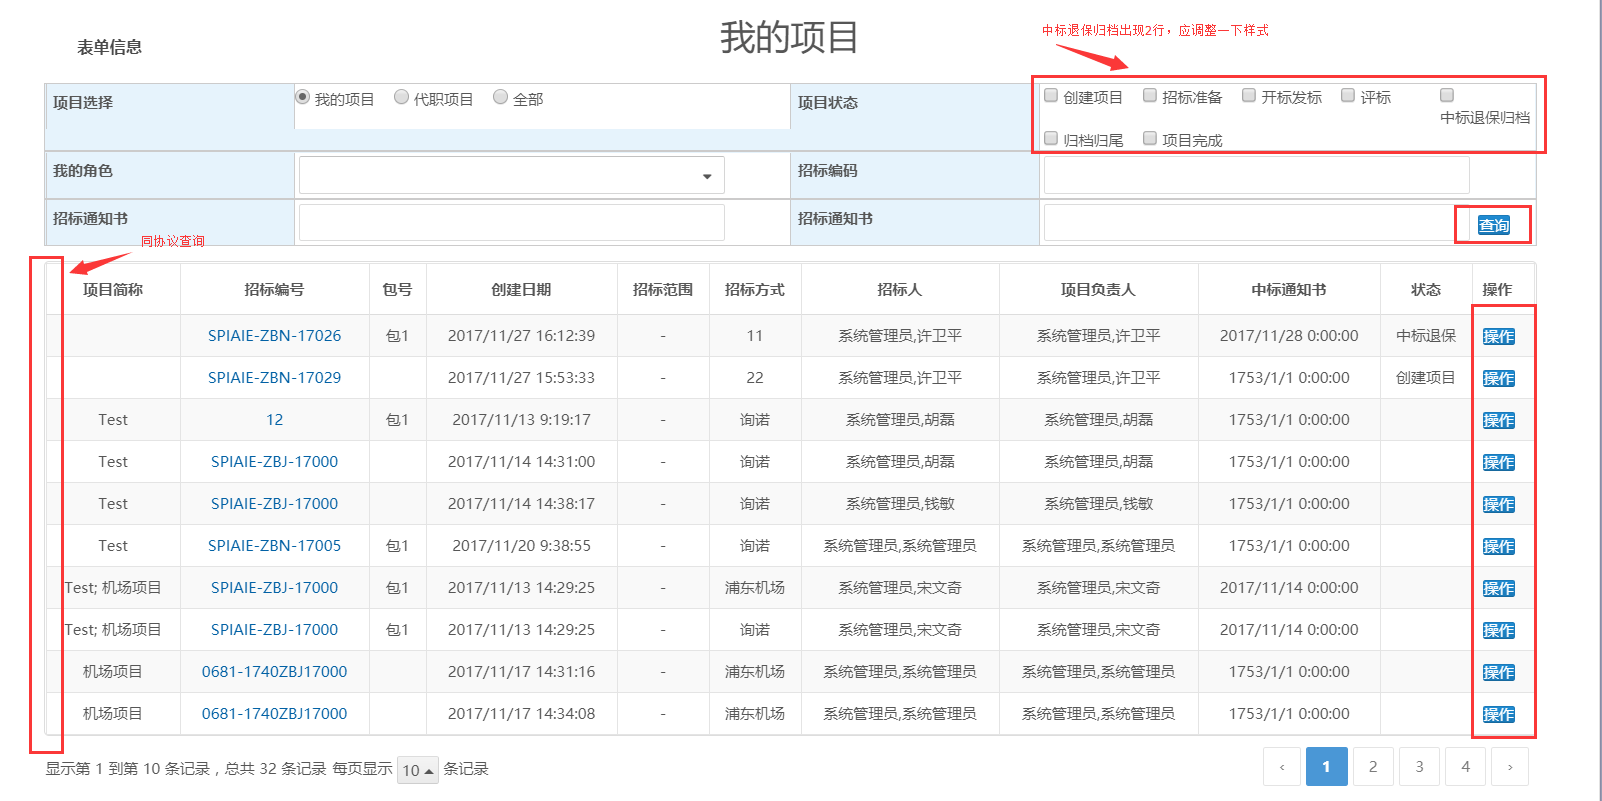 我的项目
中标退保归档出现2行，应调整一下样式
表单信息
项目选择 我的项目 代职项目 全部 项目状态 创建项目 招标准备 开标发标 评标
中标退保归档
归档归尾 项目完成
我的角色 招标编码
招标通知书 招标通知书 查询
同协议查询
项目简称 招标编号 包号 创建日期 招标范围 招标方式 招标人 项目负责人 中标通知书 状态 操作
SPIAIE-ZBN-17026 包1 2017/11/27 16:12:39 - 11 系统管理员,许卫平 系统管理员,许卫平 2017/11/28 0:00:00 中标退保 操作
SPIAIE-ZBN-17029 2017/11/27 15:53:33 - 22 系统管理员,许卫平 系统管理员,许卫平 1753/1/1 0:00:00 创建项目 操作
Test 12 包1 2017/11/13 9:19:17 - 询诺 系统管理员,胡磊 系统管理员,胡磊 1753/1/1 0:00:00 操作
Test SPIAIE-ZBJ-17000 2017/11/14 14:31:00 - 询诺 系统管理员,胡磊 系统管理员,胡磊 1753/1/1 0:00:00 操作
Test SPIAIE-ZBJ-17000 2017/11/14 14:38:17 - 询诺 系统管理员,钱敏 系统管理员,钱敏 1753/1/1 0:00:00 操作
Test SPIAIE-ZBN-17005 包1 2017/11/20 9:38:55 - 询诺 系统管理员,系统管理员 系统管理员,系统管理员 1753/1/1 0:00:00 操作
Test; 机场项目 SPIAIE-ZBJ-17000 包1 2017/11/13 14:29:25 - 浦东机场 系统管理员,宋文奇 系统管理员,宋文奇 2017/11/14 0:00:00 操作
Test; 机场项目 SPIAIE-ZBJ-17000 包1 2017/11/13 14:29:25 - 询诺 系统管理员,宋文奇 系统管理员,宋文奇 2017/11/14 0:00:00 操作
机场项目 0681-1740ZBJ17000 2017/11/17 14:31:16 - 浦东机场 系统管理员,系统管理员 系统管理员,系统管理员 1753/1/1 0:00:00 操作
机场项目 0681-1740ZBJ17000 2017/11/17 14:34:08 - 浦东机场 系统管理员,系统管理员 系统管理员,系统管理员 1753/1/1 0:00:00 操作
显示第 1 到第 10 条记录，总共 32 条记录 每页显示 10 条记录 ‹ 1 2 3 4 ›